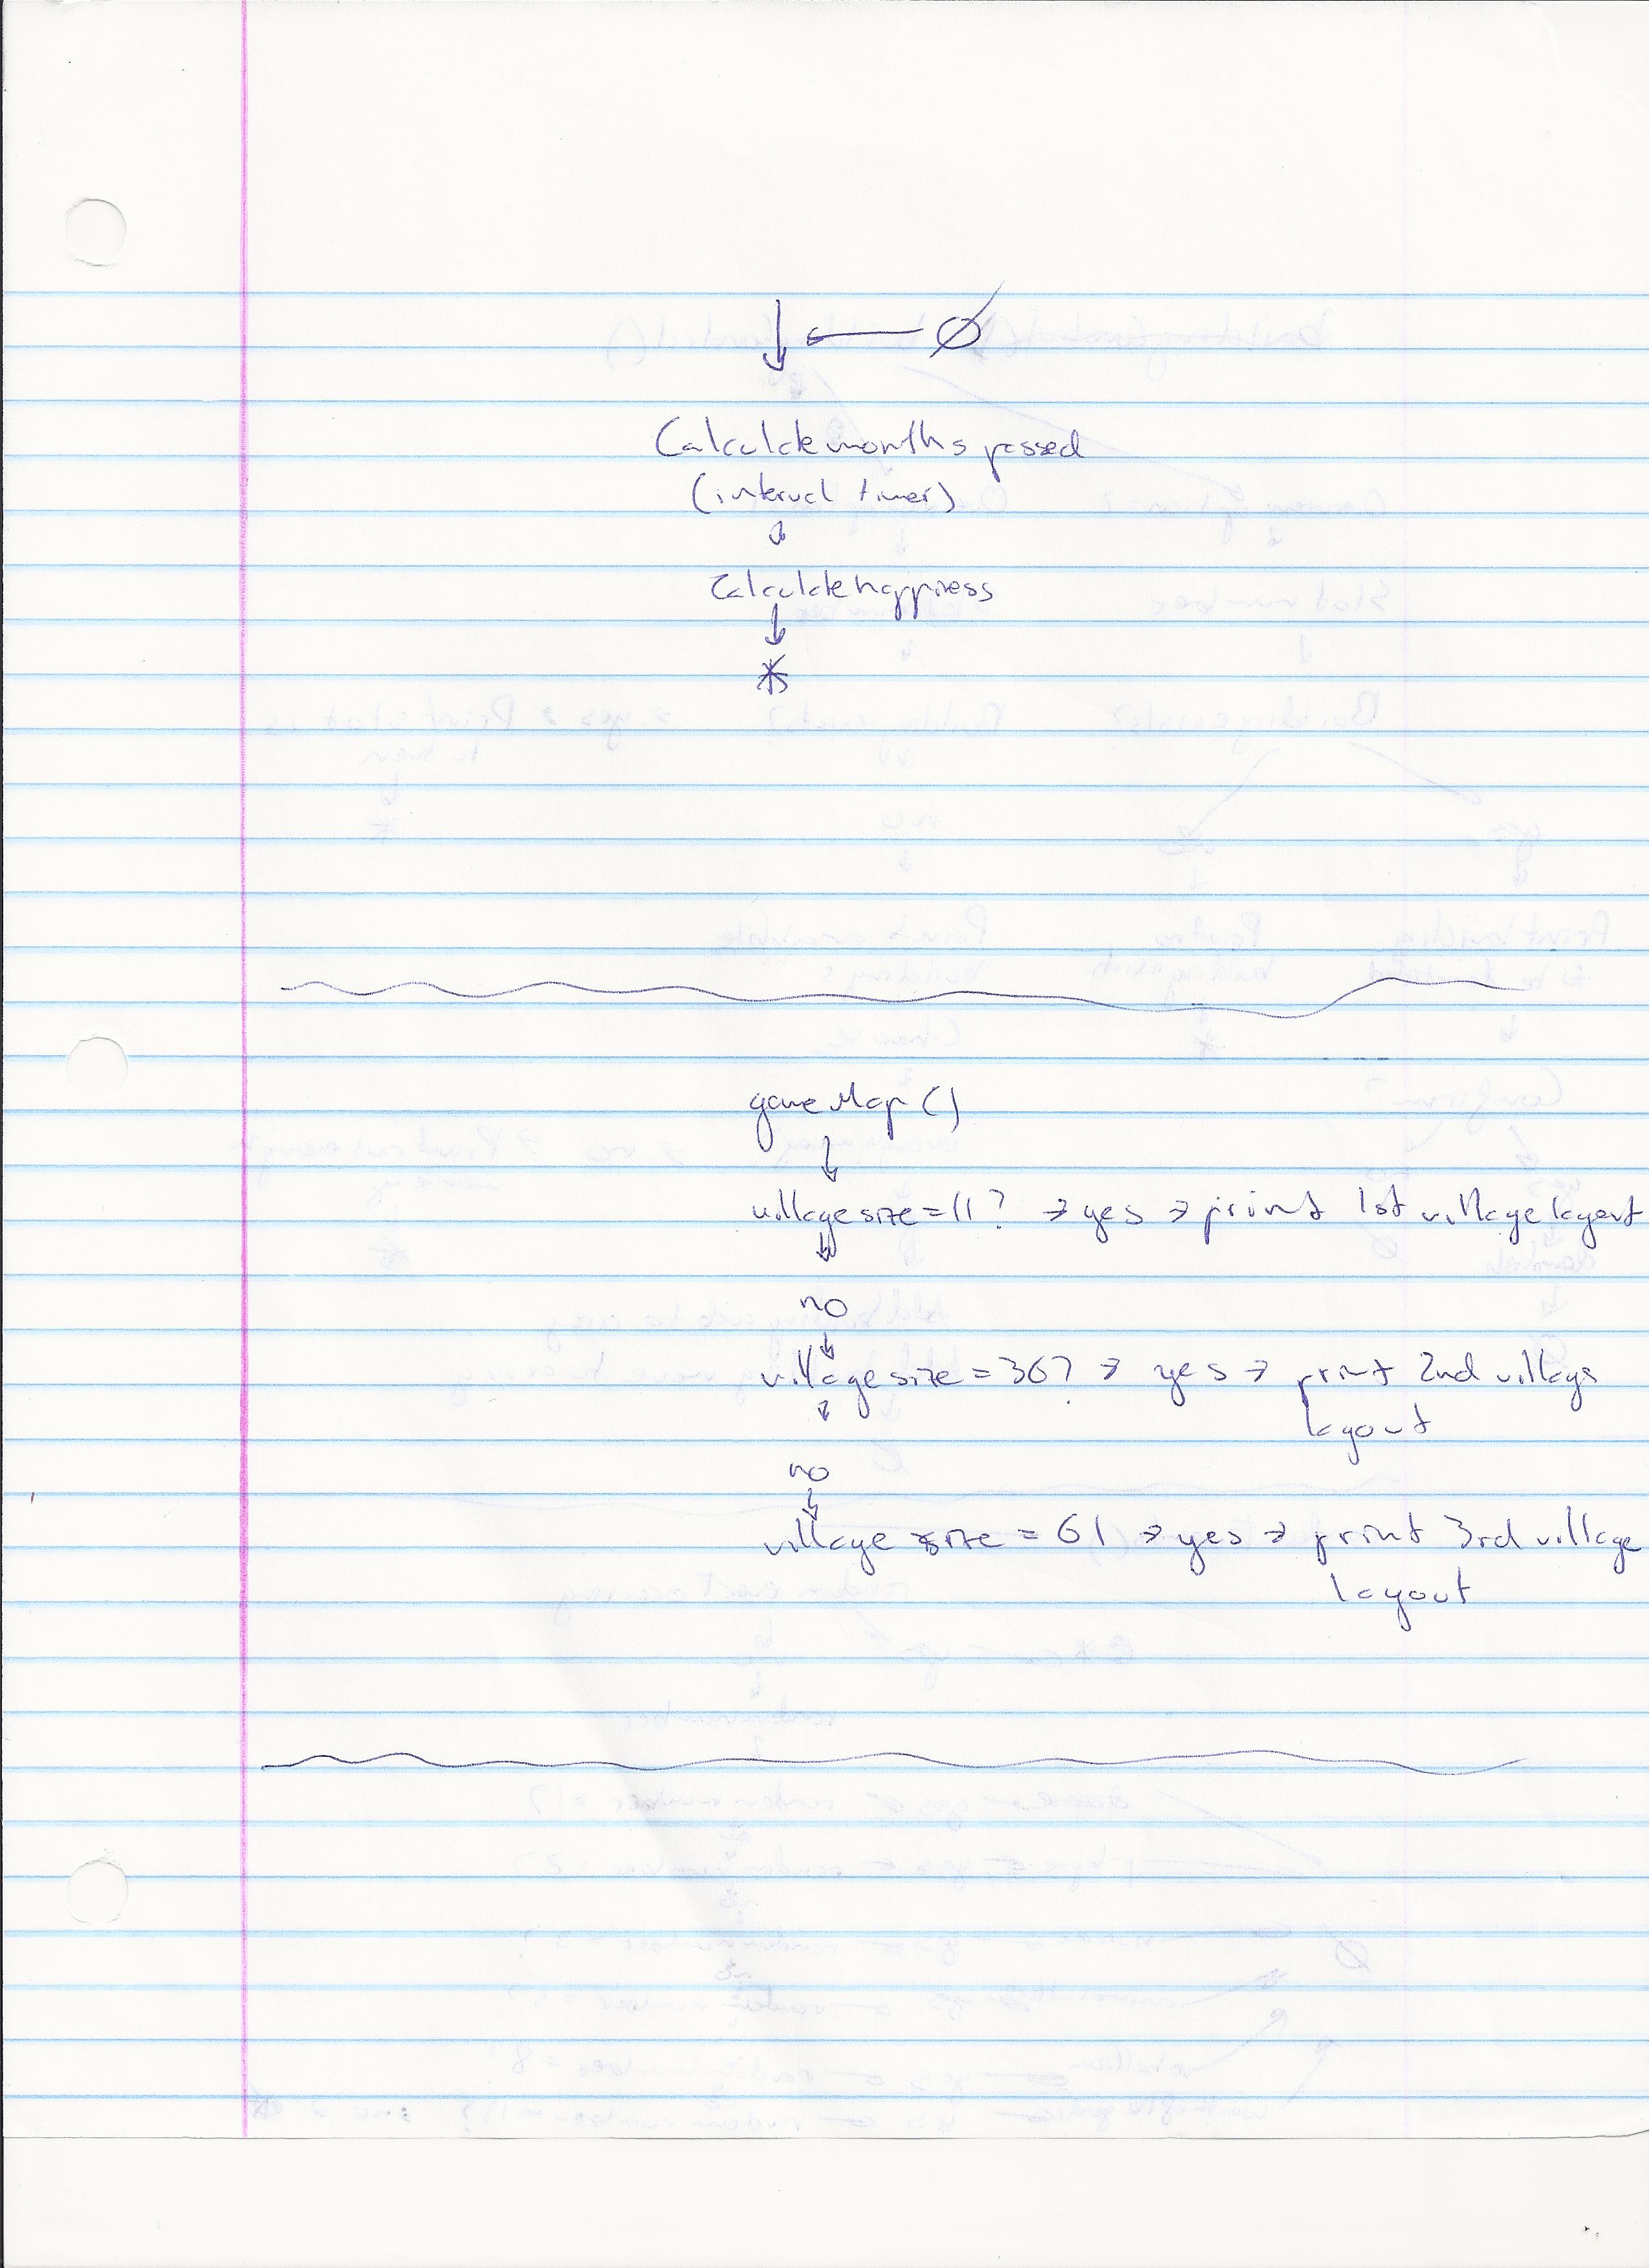 ↓ ← Ø
Calculate months passed
(interval timer)
↓
Calculate happiness
↓
*
gameMap()
↓
village size = 11? → yes → print 1st village layout
↓
no
↓
village size = 36? → yes → print 2nd village
layout
↓
no
↓
village size = 61 → yes → print 3rd village
layout